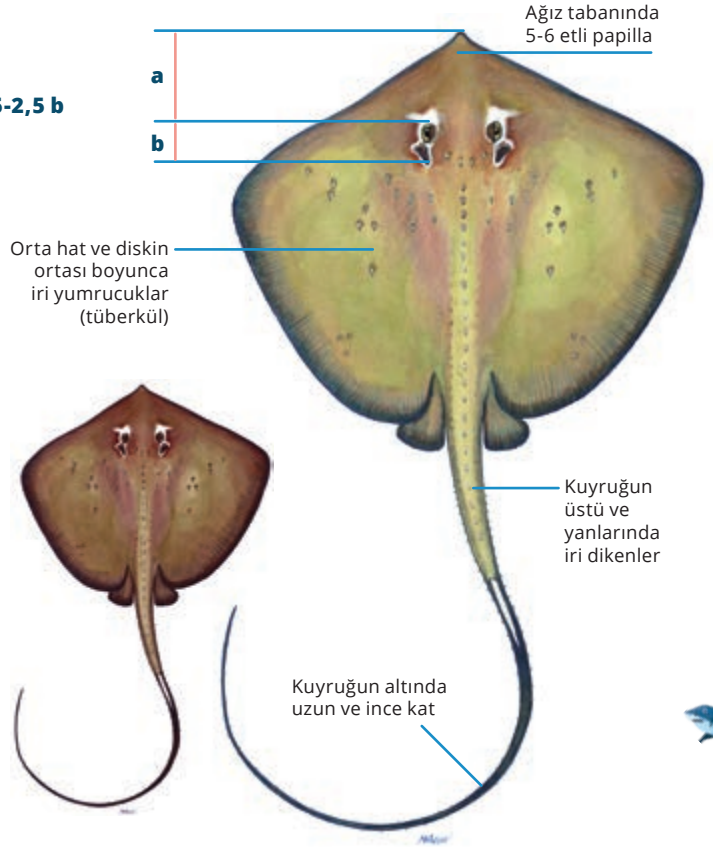 Ağız tabanında
5-6 etli papilla
a
5-2,5 b
b
Orta hat ve diskin
ortası boyunca
iri yumrucuklar
(tüberkül)
Kuyruğun
üstü ve
yanlarında
iri dikenler
Kuyruğun altında
uzun ve ince kat